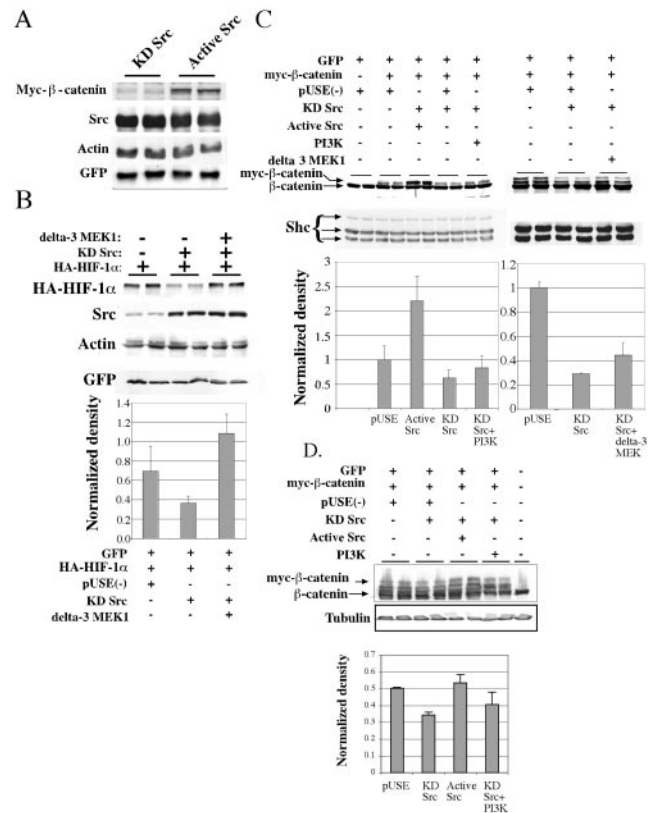 A
KD Src
Active Src
Myc-β-catenin
Src
Actin
GFP
B
delta-3 MEK1: - - +
KD Src: - + +
HA-HIF-1α: + + +
HA-HIF-1α
Src
Actin
GFP
Normalized density
1.4
1.2
1.0
0.8
0.6
0.4
0.2
0.0
GFP + + +
HA-HIF-1α + + +
pUSE(-) + - -
KD Src - + +
delta-3 MEK1 - - +
C
GFP + + + + + + + + +
myc-β-catenin - + + + + + + +
pUSE(-) + + - + - + + -
KD Src - - + + + - + +
Active Src - - + - - - - -
PI3K - - - - + - - -
delta 3 MEK1 - - - - - - - +
myc-β-catenin
β-catenin
Shc
Normalized density
3
2.5
2
1.5
1
0.5
0
pUSE
Active Src
KD Src
KD Src+ PI3K
1.2
1
0.8
0.6
0.4
0.2
0
pUSE
KD Src
KD Src+ delta-3 MEK
D.
GFP + + + + -
myc-β-catenin + + + + -
pUSE(-) + + - - -
KD Src - + + + -
Active Src - - + - -
PI3K - - - + -
myc-β-catenin
β-catenin
Tubulin
Normalized density
0.7
0.6
0.5
0.4
0.3
0.2
0.1
0
pUSE
KD Src
Active Src
KD Src+ PI3K